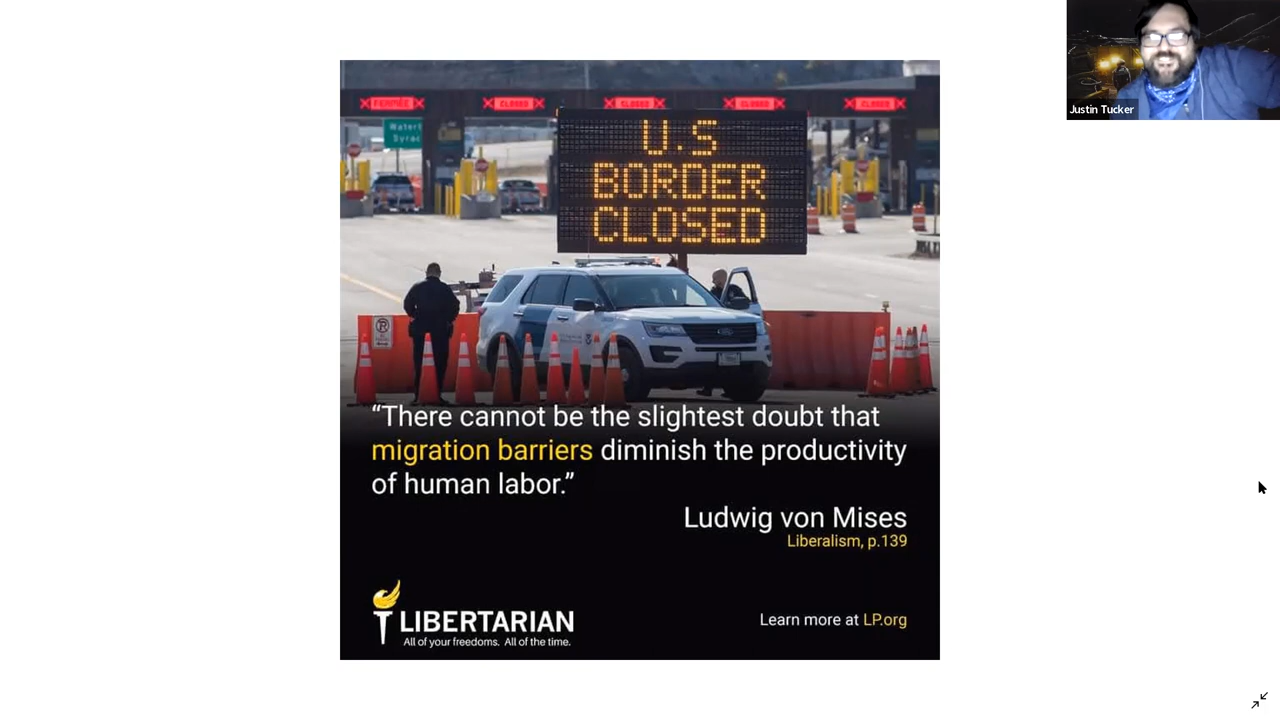 Justin Tucker
FERMÉE
CLOSED
CLOSED
CLOSED
CLOSED
U.S
BORDER
CLOSED
“There cannot be the slightest doubt that
migration barriers diminish the productivity
of human labor.”
Ludwig von Mises
Liberalism, p.139
LIBERTARIAN
All of your freedoms. All of the time.
Learn more at LP.org